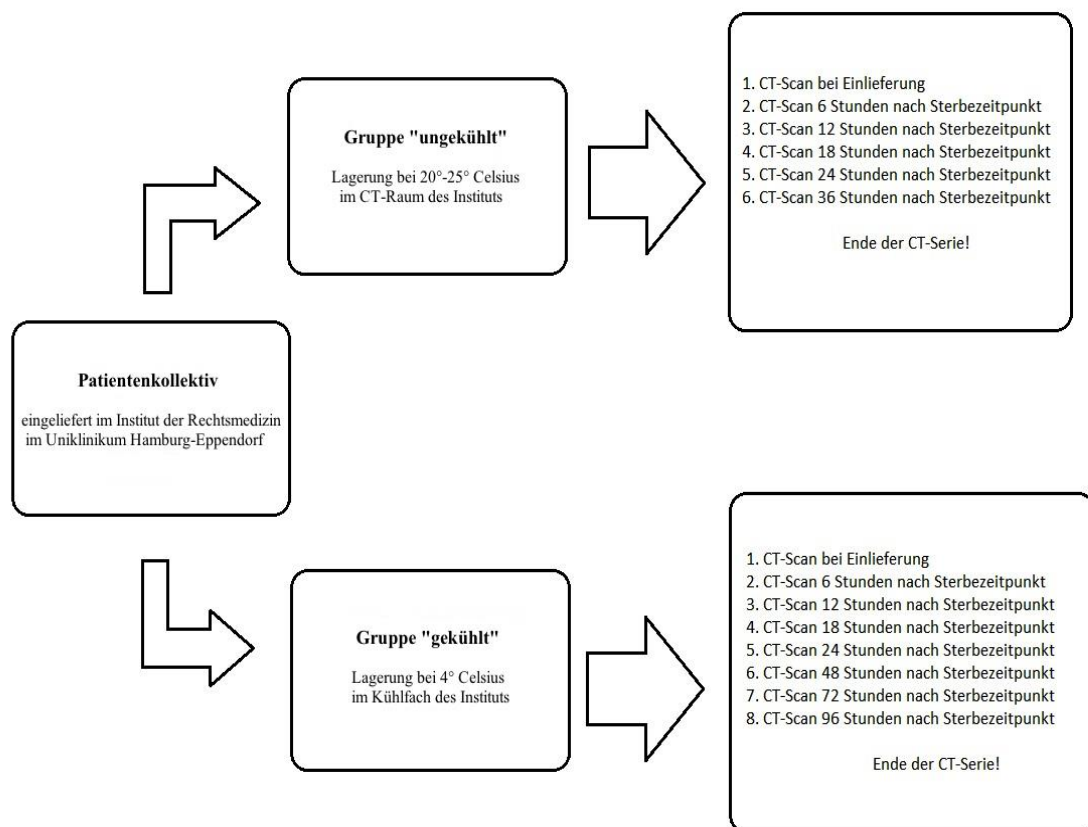 Patientenkollektiv
eingeliefert im Institut der Rechtsmedizin
im Uniklinikum Hamburg-Eppendorf
Gruppe "ungekühlt"
Lagerung bei 20°-25° Celsius
im CT-Raum des Instituts
1. CT-Scan bei Einlieferung
2. CT-Scan 6 Stunden nach Sterbezeitpunkt
3. CT-Scan 12 Stunden nach Sterbezeitpunkt
4. CT-Scan 18 Stunden nach Sterbezeitpunkt
5. CT-Scan 24 Stunden nach Sterbezeitpunkt
6. CT-Scan 36 Stunden nach Sterbezeitpunkt
Ende der CT-Serie!
Gruppe "gekühlt"
Lagerung bei 4° Celsius
im Kühlfach des Instituts
1. CT-Scan bei Einlieferung
2. CT-Scan 6 Stunden nach Sterbezeitpunkt
3. CT-Scan 12 Stunden nach Sterbezeitpunkt
4. CT-Scan 18 Stunden nach Sterbezeitpunkt
5. CT-Scan 24 Stunden nach Sterbezeitpunkt
6. CT-Scan 48 Stunden nach Sterbezeitpunkt
7. CT-Scan 72 Stunden nach Sterbezeitpunkt
8. CT-Scan 96 Stunden nach Sterbezeitpunkt
Ende der CT-Serie!